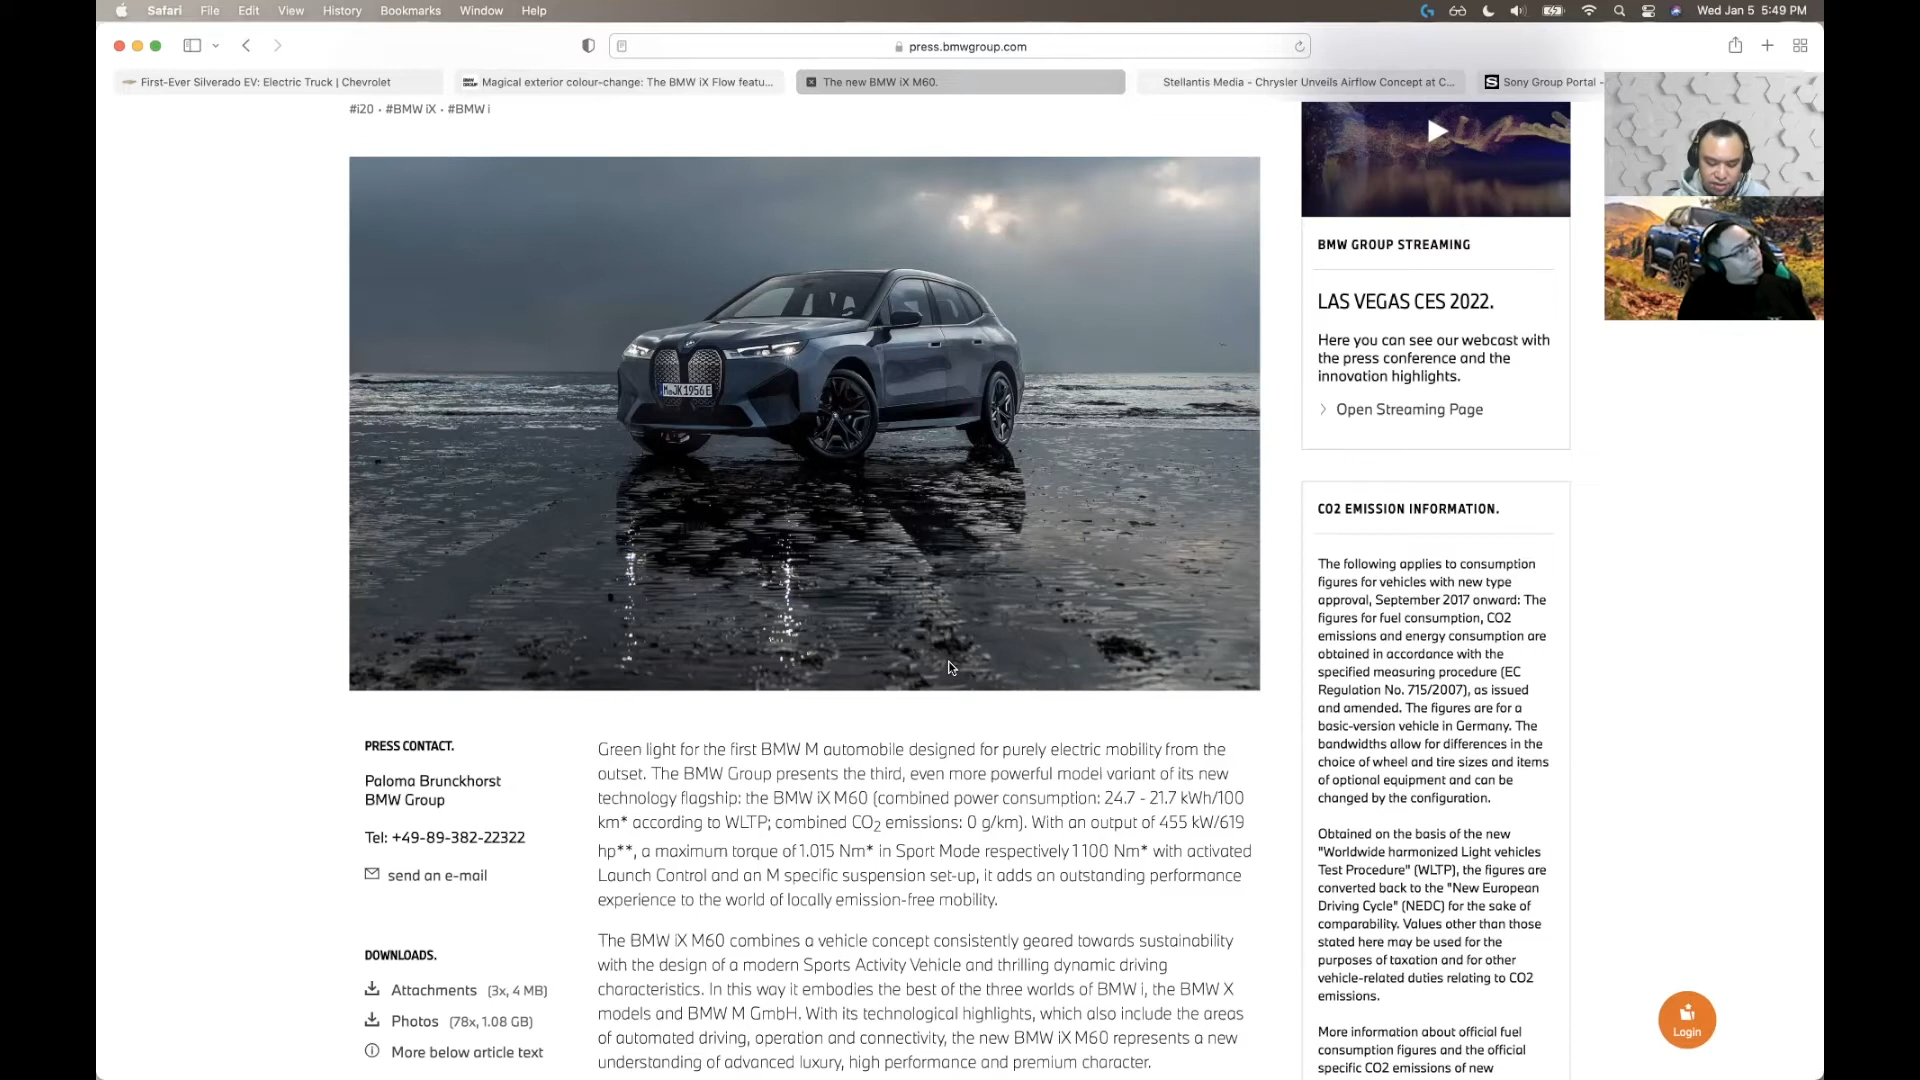 Safari File Edit View History Bookmarks Window Help Wed Jan 5 5:49 PM
press.bmwgroup.com
First-Ever Silverado EV: Electric Truck | Chevrolet
Magical exterior colour-change: The BMW iX Flow featu...
The new BMW iX M60.
Stellantis Media - Chrysler Unveils Airflow Concept at C...
Sony Group Portal -
#i20 · #BMW iX · #BMW i
M JK 1956E
PRESS CONTACT.
Paloma Brunckhorst
BMW Group
Tel: +49-89-382-22322
send an e-mail
DOWNLOADS.
Attachments (3x, 4 MB)
Photos (78x, 1.08 GB)
More below article text
Green light for the first BMW M automobile designed for purely electric mobility from the
outset. The BMW Group presents the third, even more powerful model variant of its new
technology flagship: the BMW iX M60 (combined power consumption: 24.7 - 21.7 kWh/100
km* according to WLTP; combined CO2 emissions: 0 g/km). With an output of 455 kW/619
hp**, a maximum torque of 1.015 Nm* in Sport Mode respectively 1 100 Nm* with activated
Launch Control and an M specific suspension set-up, it adds an outstanding performance
experience to the world of locally emission-free mobility.
The BMW iX M60 combines a vehicle concept consistently geared towards sustainability
with the design of a modern Sports Activity Vehicle and thrilling dynamic driving
characteristics. In this way it embodies the best of the three worlds of BMW i, the BMW X
models and BMW M GmbH. With its technological highlights, which also include the areas
of automated driving, operation and connectivity, the new BMW iX M60 represents a new
understanding of advanced luxury, high performance and premium character.
BMW GROUP STREAMING
LAS VEGAS CES 2022.
Here you can see our webcast with
the press conference and the
innovation highlights.
Open Streaming Page
CO2 EMISSION INFORMATION.
The following applies to consumption
figures for vehicles with new type
approval, September 2017 onward: The
figures for fuel consumption, CO2
emissions and energy consumption are
obtained in accordance with the
specified measuring procedure (EC
Regulation No. 715/2007), as issued
and amended. The figures are for a
basic-version vehicle in Germany. The
bandwidths allow for differences in the
choice of wheel and tire sizes and items
of optional equipment and can be
changed by the configuration.
Obtained on the basis of the new
"Worldwide harmonized Light vehicles
Test Procedure" (WLTP), the figures are
converted back to the "New European
Driving Cycle" (NEDC) for the sake of
comparability. Values other than those
stated here may be used for the
purposes of taxation and for other
vehicle-related duties relating to CO2
emissions.
More information about official fuel
consumption figures and the official
specific CO2 emissions of new
Login